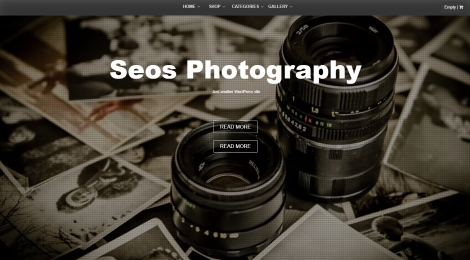 HOME SHOP CATEGORIES GALLERY Empty |
Seos Photography
Just another WordPress site
READ MORE
READ MORE